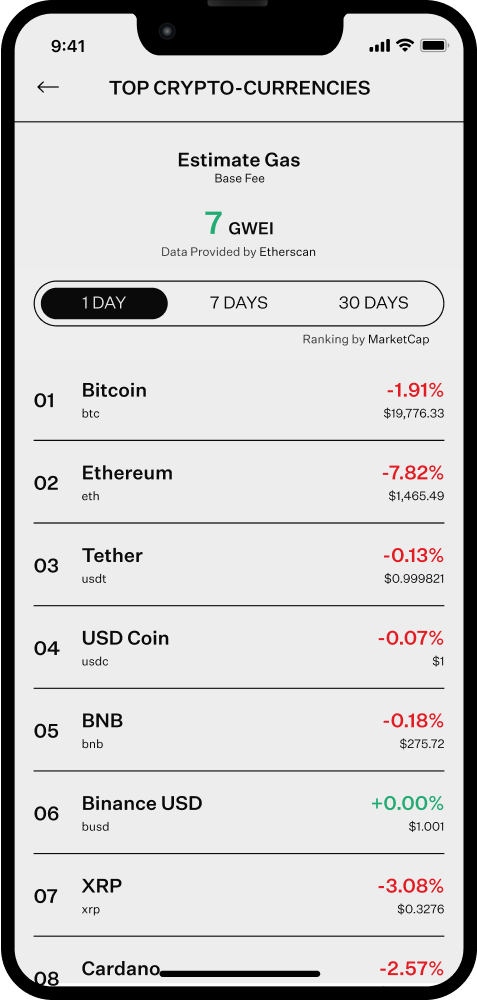 9:41
TOP CRYPTO-CURRENCIES
Estimate Gas
Base Fee
7 GWEI
Data Provided by Etherscan
1 DAY 7 DAYS 30 DAYS
Ranking by MarketCap
01 Bitcoin -1.91%
btc $19,776.33
02 Ethereum -7.82%
eth $1,465.49
03 Tether -0.13%
usdt $0.999821
04 USD Coin -0.07%
usdc $1
05 BNB -0.18%
bnb $275.72
06 Binance USD +0.00%
busd $1.001
07 XRP -3.08%
xrp $0.3276
08 Cardano -2.57%